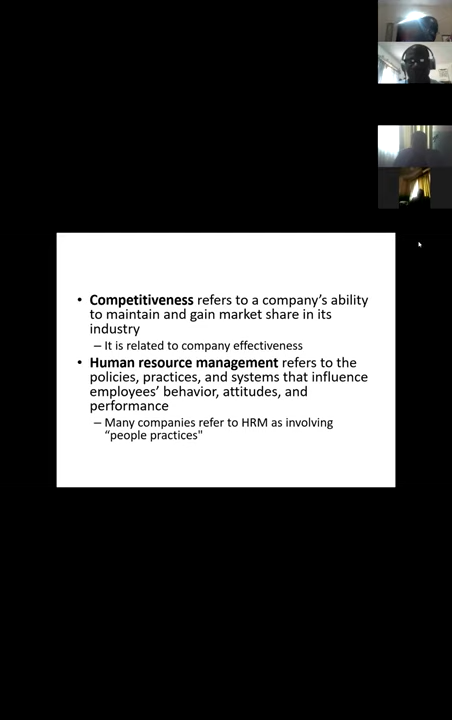 • Competitiveness refers to a company's ability
to maintain and gain market share in its
industry
– It is related to company effectiveness
• Human resource management refers to the
policies, practices, and systems that influence
employees' behavior, attitudes, and
performance
– Many companies refer to HRM as involving
“people practices"